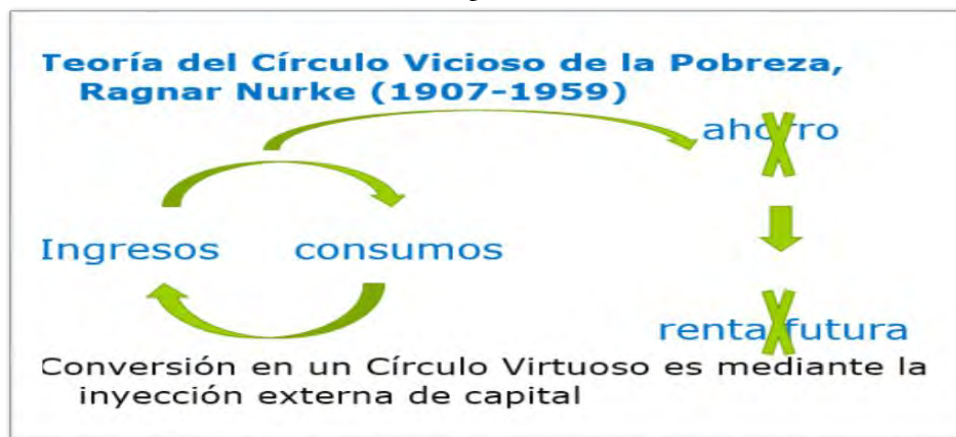 Teoría del Círculo Vicioso de la Pobreza,
Ragnar Nurke (1907-1959)
ahorro
Ingresos consumos
renta futura
Conversión en un Círculo Virtuoso es mediante la
inyección externa de capital